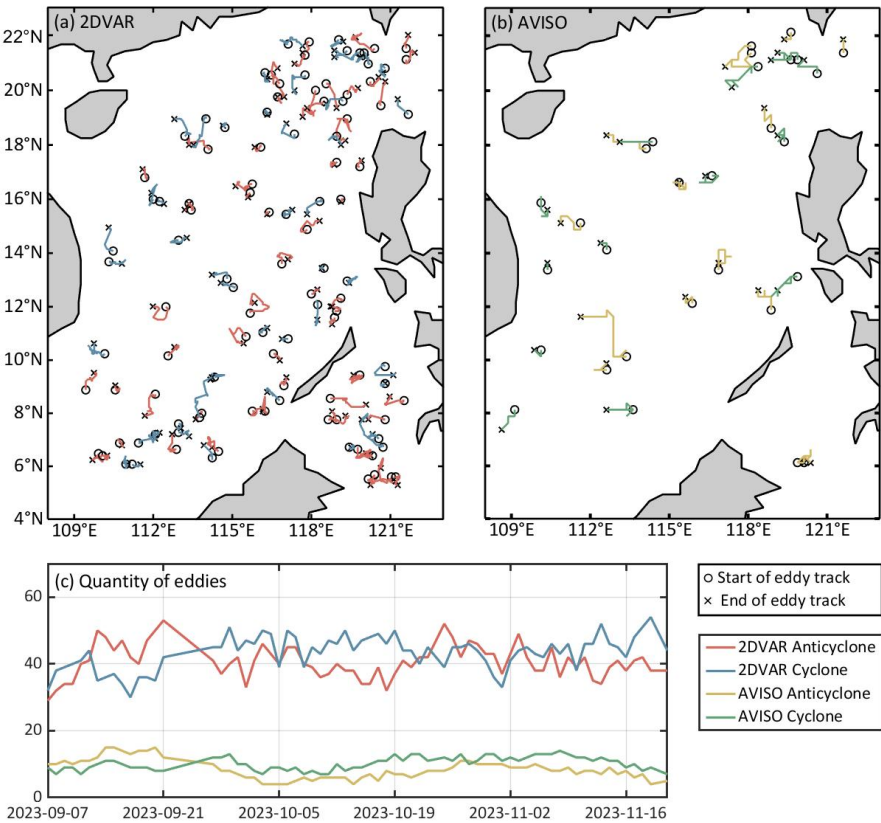 (a) 2DVAR
(b) AVISO
22°N
20°N
18°N
16°N
14°N
12°N
10°N
8°N
6°N
4°N
109°E 112°E 115°E 118°E 121°E
109°E 112°E 115°E 118°E 121°E
(c) Quantity of eddies
60
40
20
0
2023-09-07 2023-09-21 2023-10-05 2023-10-19 2023-11-02 2023-11-16
Start of eddy track
End of eddy track
2DVAR Anticyclone
2DVAR Cyclone
AVISO Anticyclone
AVISO Cyclone